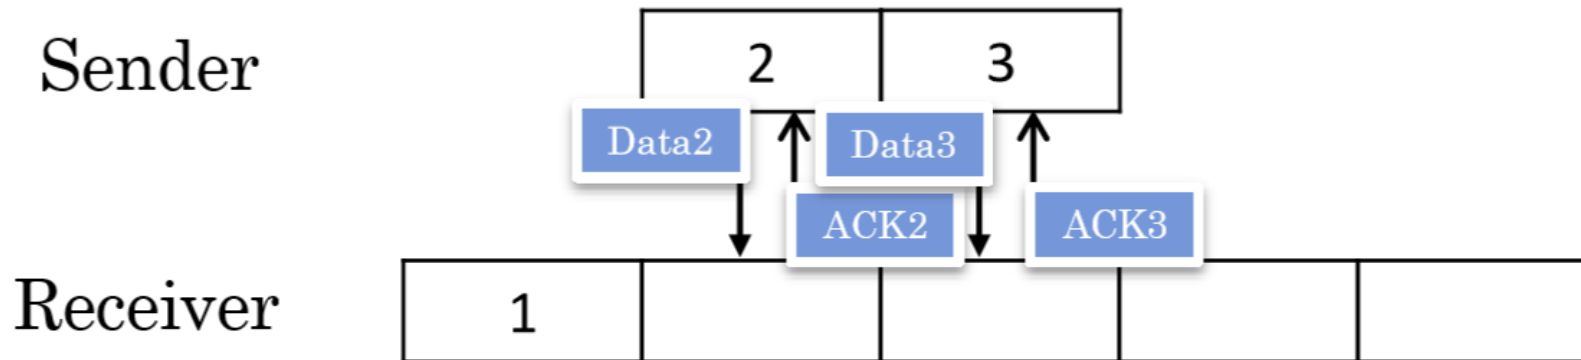 Sender
2
3
Data2
Data3
ACK2
ACK3
Receiver
1